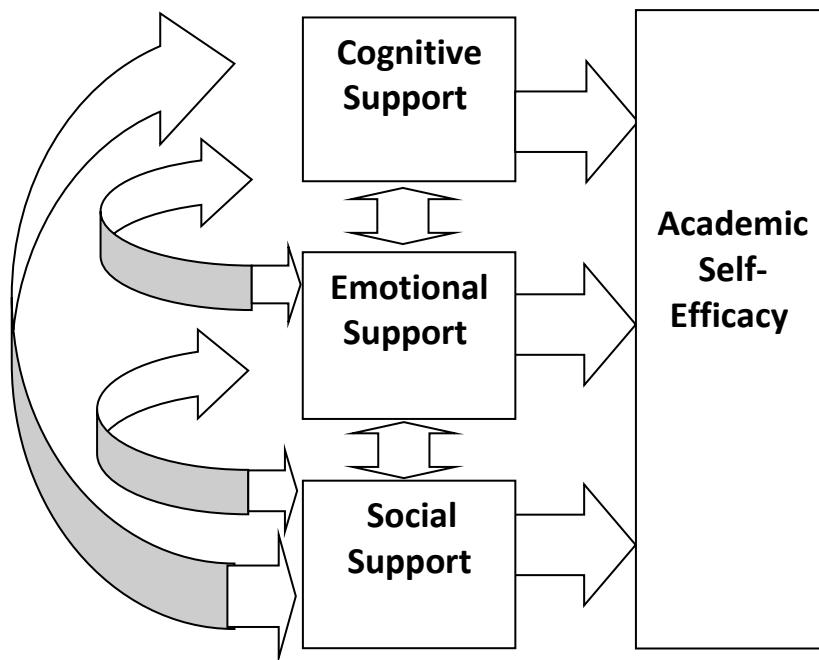 Cognitive
Support
Emotional
Support
Social
Support
Academic
Self-
Efficacy